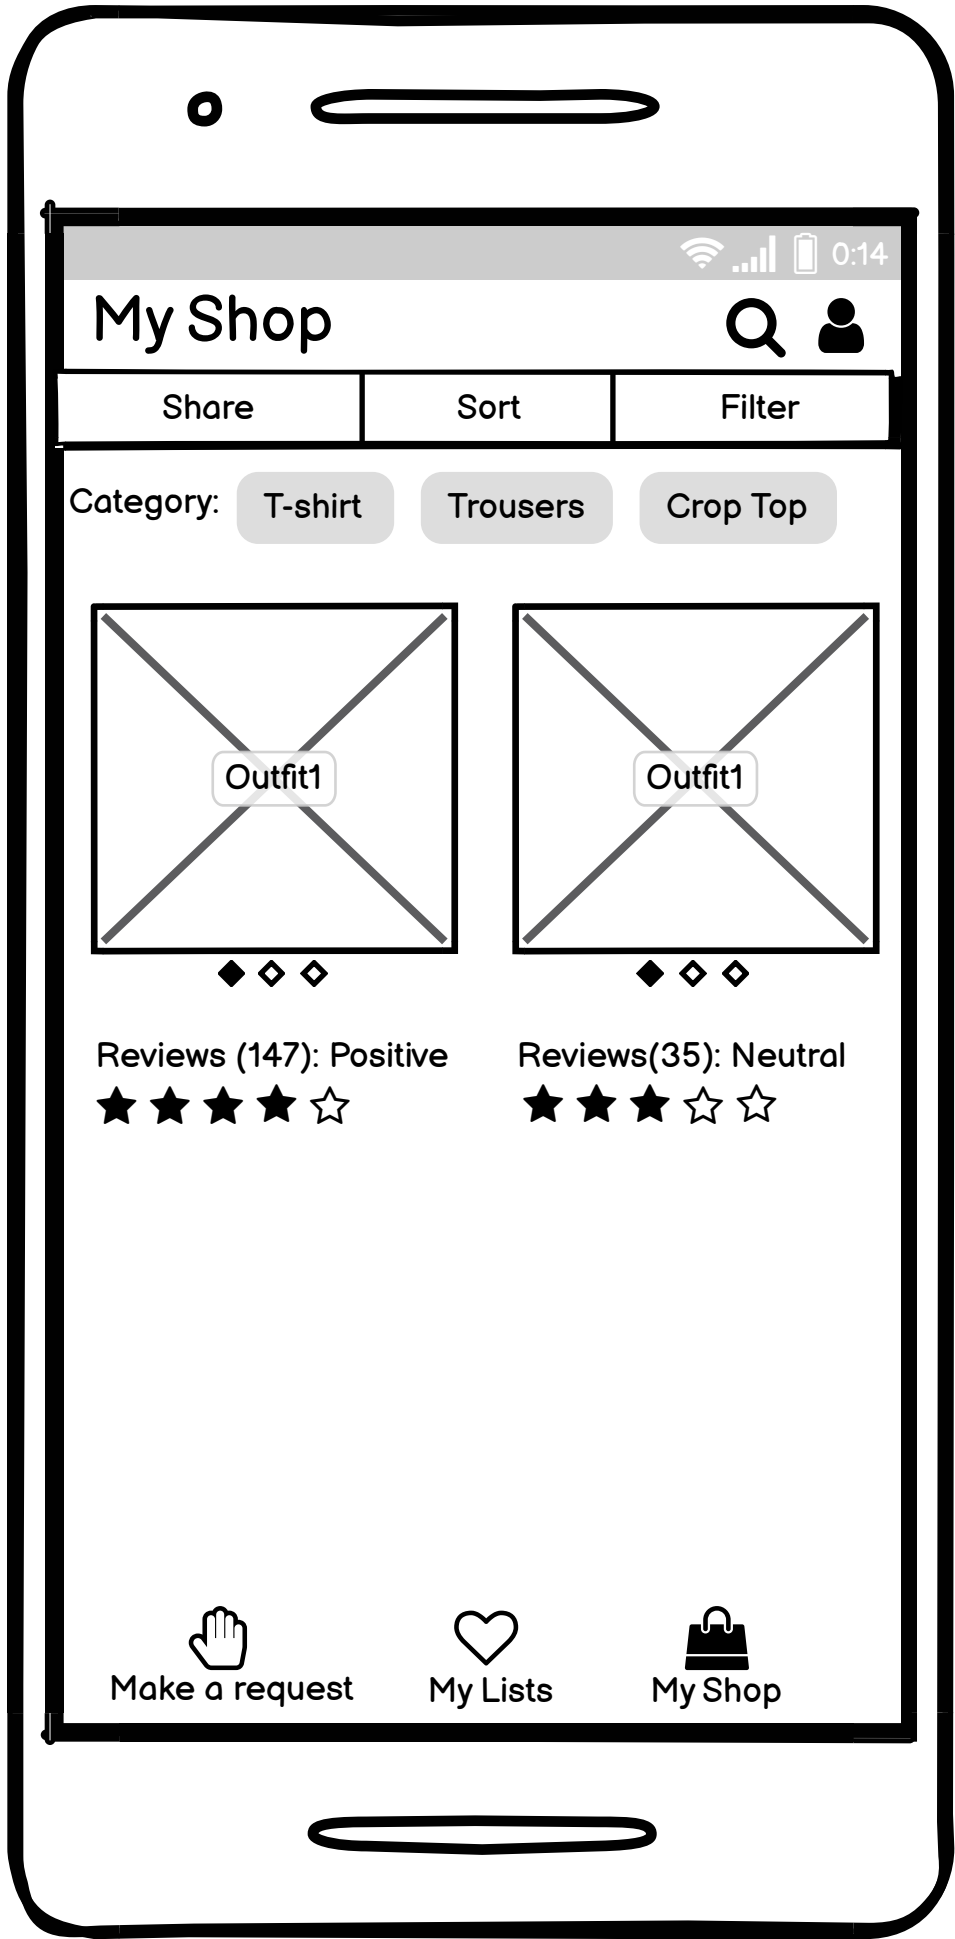 0:14
My Shop
Share Sort Filter
Category: T-shirt Trousers Crop Top
Outfit1 Outfit1
Reviews (147): Positive Reviews(35): Neutral
Make a request My Lists My Shop